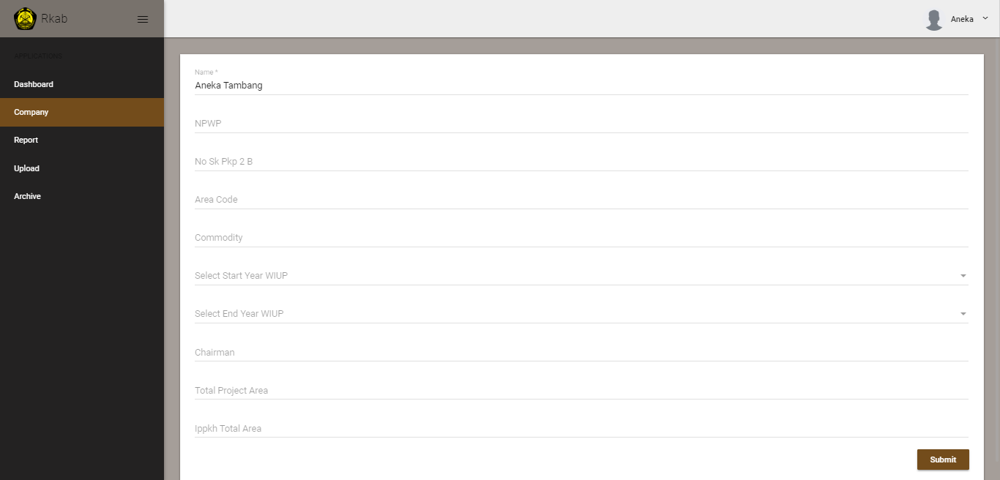 Rkab
Aneka
APPLICATIONS
Dashboard
Company
Report
Upload
Archive
Name *
Aneka Tambang
NPWP
No Sk Pkp 2 B
Area Code
Commodity
Select Start Year WIUP
Select End Year WIUP
Chairman
Total Project Area
Ippkh Total Area
Submit